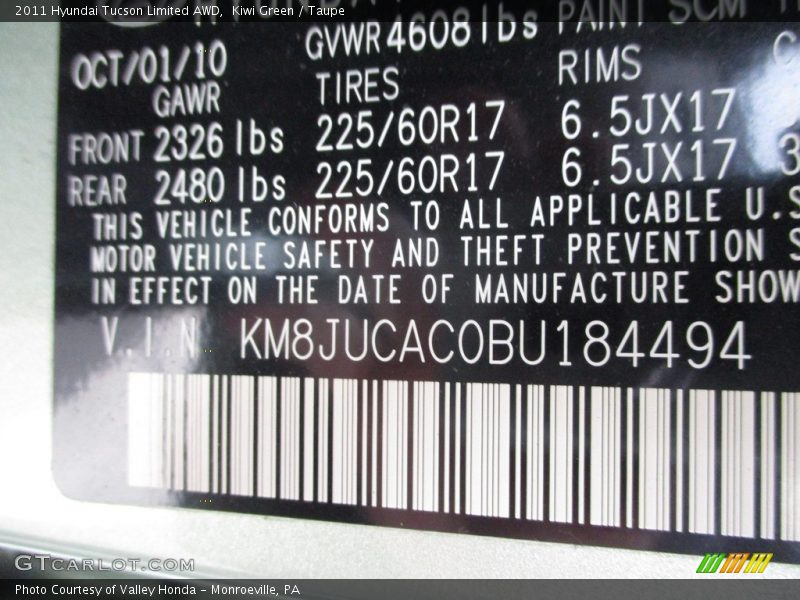 2011 Hyundai Tucson Limited AWD, Kiwi Green / Taupe
GVWR 4608 lbs PAINT SCM
OCT/01/10
GAWR TIRES RIMS
FRONT 2326 lbs 225/60R17 6.5JX17
REAR 2480 lbs 225/60R17 6.5JX17 3
THIS VEHICLE CONFORMS TO ALL APPLICABLE U.S
MOTOR VEHICLE SAFETY AND THEFT PREVENTION S
IN EFFECT ON THE DATE OF MANUFACTURE SHOW
V.I.N. KM8JUCAC0BU184494
GTCARLOT.COM
Photo Courtesy of Valley Honda - Monroeville, PA